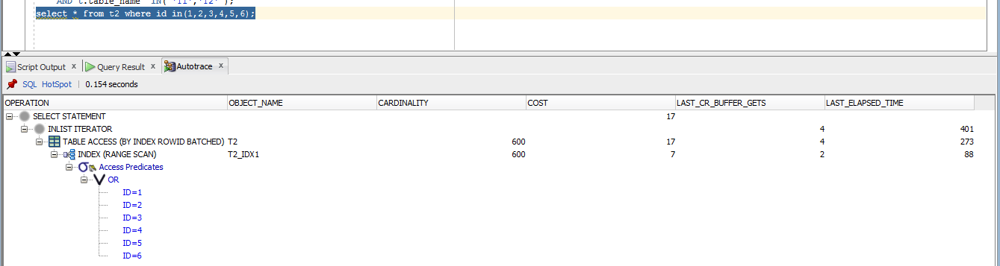 AND t.table_name  IN( 'T1','T2' );
select * from t2 where id in(1,2,3,4,5,6);
Script Output x Query Result x Autotrace x
SQL HotSpot | 0.154 seconds
OPERATION OBJECT_NAME CARDINALITY COST LAST_CR_BUFFER_GETS LAST_ELAPSED_TIME
SELECT STATEMENT 17
INLIST ITERATOR 4 401
TABLE ACCESS (BY INDEX ROWID BATCHED) T2 600 17 4 273
INDEX (RANGE SCAN) T2_IDX1 600 7 2 88
Access Predicates
OR
ID=1
ID=2
ID=3
ID=4
ID=5
ID=6